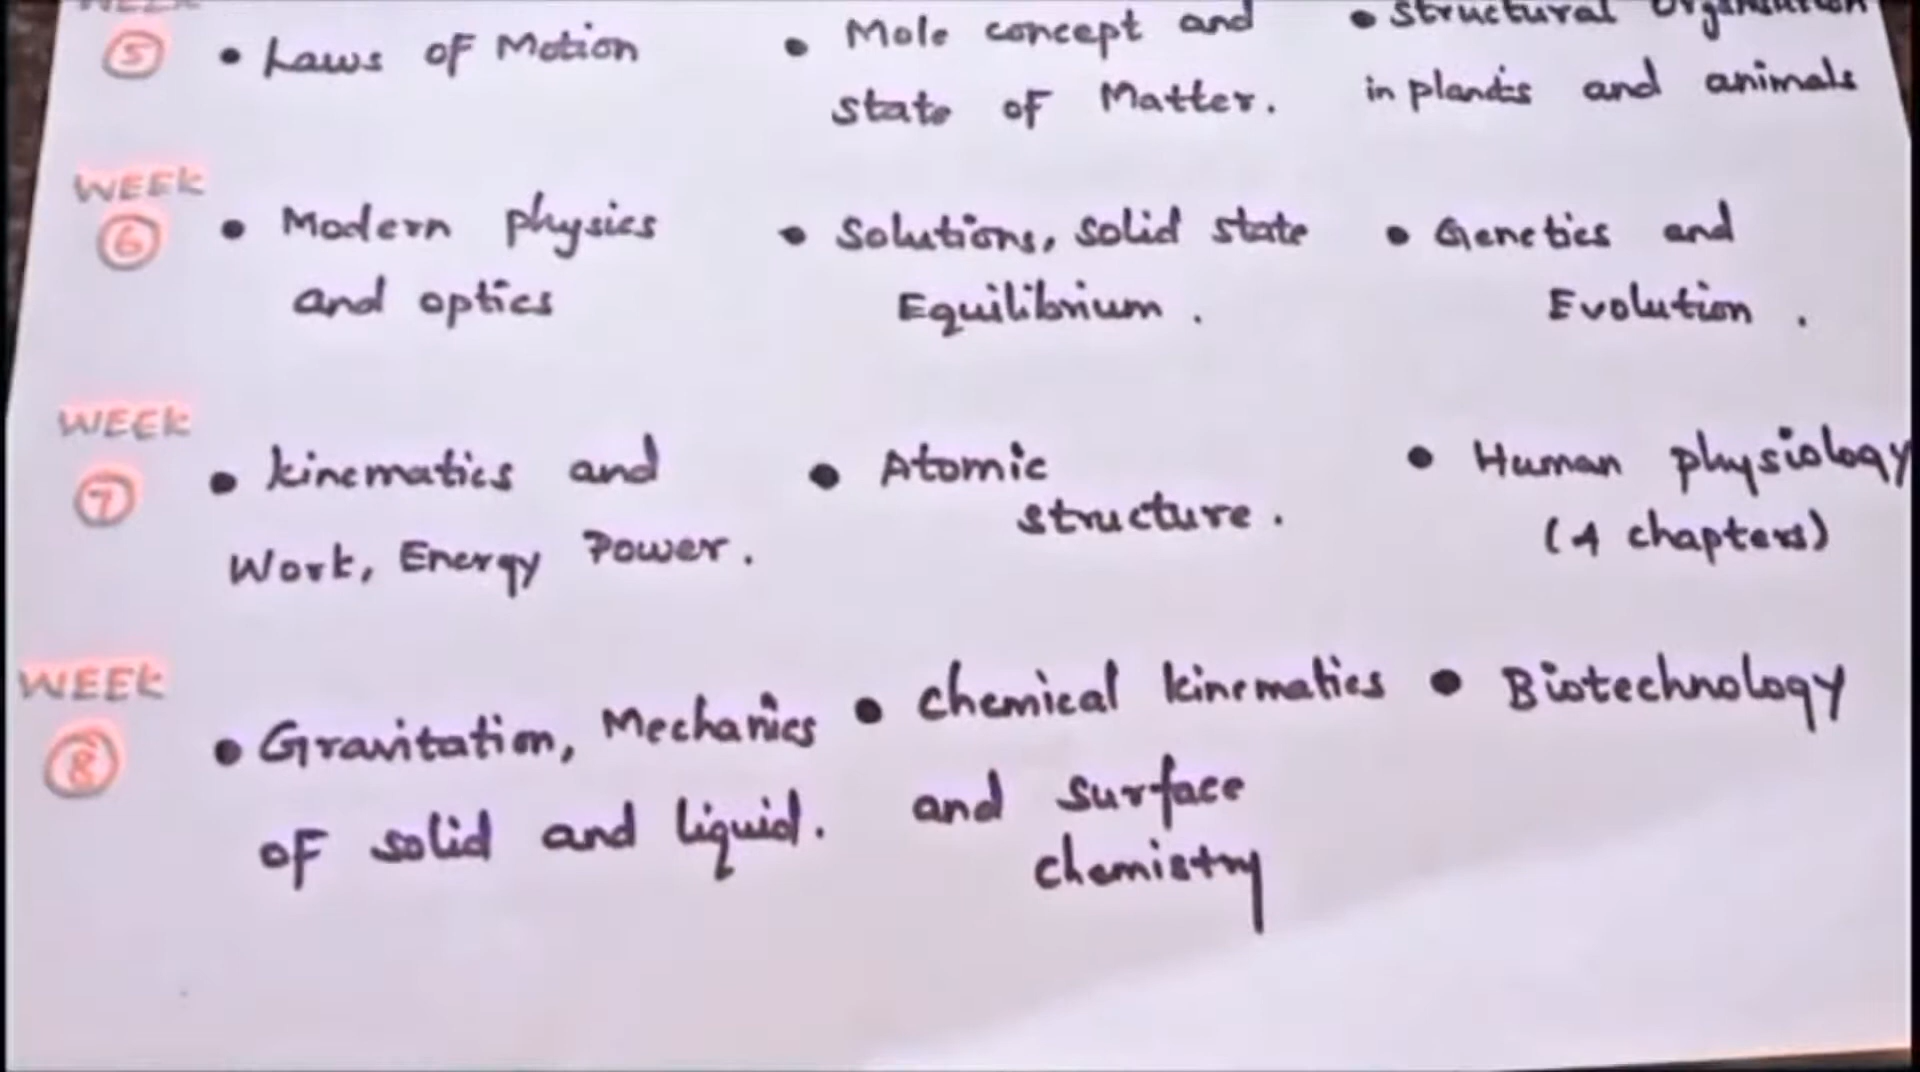 WEEK
5
• Laws of Motion
• Mole concept and
state of Matter.
• Structural Organisation
in plants and animals
WEEK
6
• Modern physics
and optics
• Solutions, solid state
Equilibrium .
• Genetics and
Evolution .
WEEK
7
• kinematics and
Work, Energy Power.
• Atomic
structure.
• Human physiology
(4 chapters)
WEEK
8
• Gravitation, Mechanics
of solid and liquid.
• chemical kinematics
and surface
chemistry
• Biotechnology